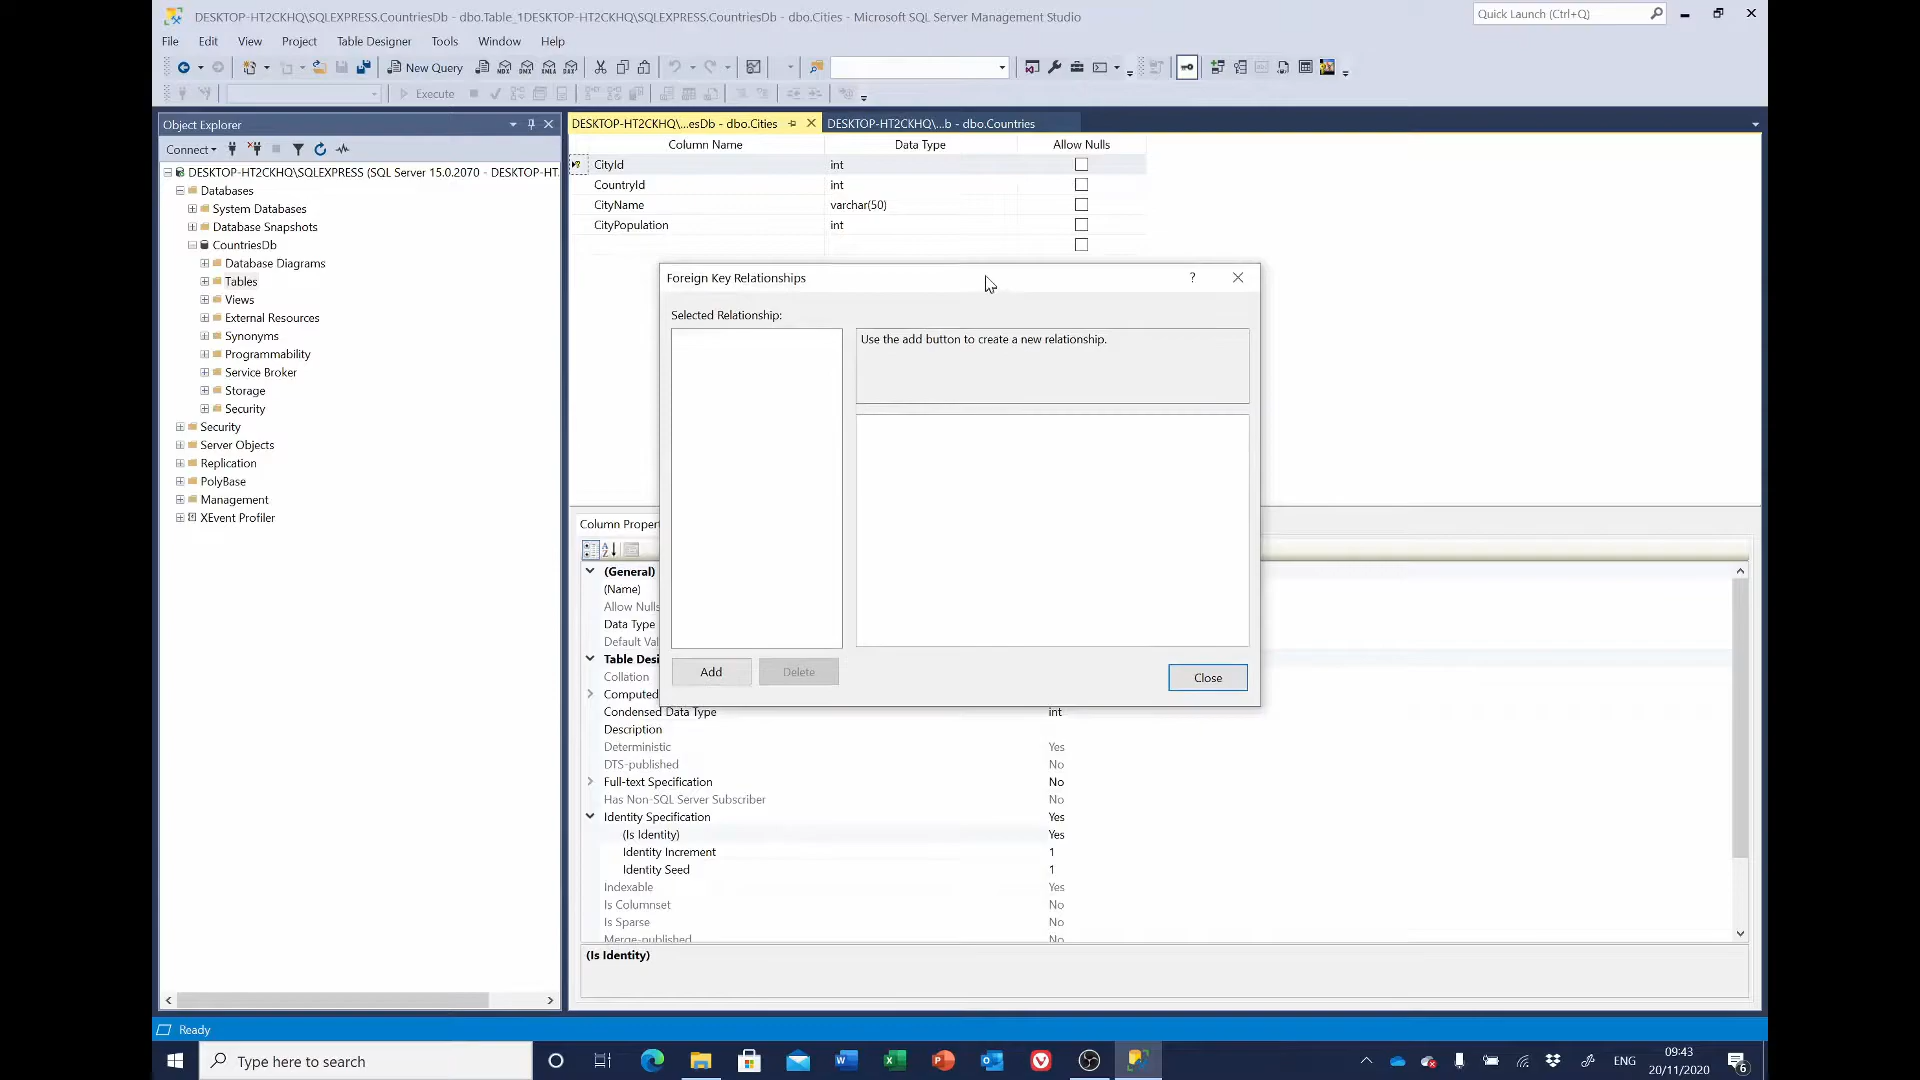 DESKTOP-HT2CKHQ\SQLEXPRESS.CountriesDb - dbo.Table_1DESKTOP-HT2CKHQ\SQLEXPRESS.CountriesDb - dbo.Cities - Microsoft SQL Server Management Studio
Quick Launch (Ctrl+Q)
File Edit View Project Table Designer Tools Window Help
New Query
Execute
Object Explorer
DESKTOP-HT2CKHQ\...esDb - dbo.Cities
DESKTOP-HT2CKHQ\...b - dbo.Countries
Column Name Data Type Allow Nulls
Connect
CityId int
CountryId int
CityName varchar(50)
CityPopulation int
DESKTOP-HT2CKHQ\SQLEXPRESS (SQL Server 15.0.2070 - DESKTOP-HT
Databases
System Databases
Database Snapshots
CountriesDb
Database Diagrams
Tables
Views
External Resources
Synonyms
Programmability
Service Broker
Storage
Security
Security
Server Objects
Replication
PolyBase
Management
XEvent Profiler
Foreign Key Relationships
?
Selected Relationship:
Use the add button to create a new relationship.
Add
Delete
Close
Column Proper
(General)
(Name)
Allow Nulls
Data Type
Default Val
Table Desi
Collation
Computed
Condensed Data Type int
Description
Deterministic Yes
DTS-published No
Full-text Specification No
Has Non-SQL Server Subscriber No
Identity Specification Yes
(Is Identity) Yes
Identity Increment 1
Identity Seed 1
Indexable Yes
Is Columnset No
Is Sparse No
Merge-published No
(Is Identity)
Ready
Type here to search
ENG
09:43
20/11/2020
6